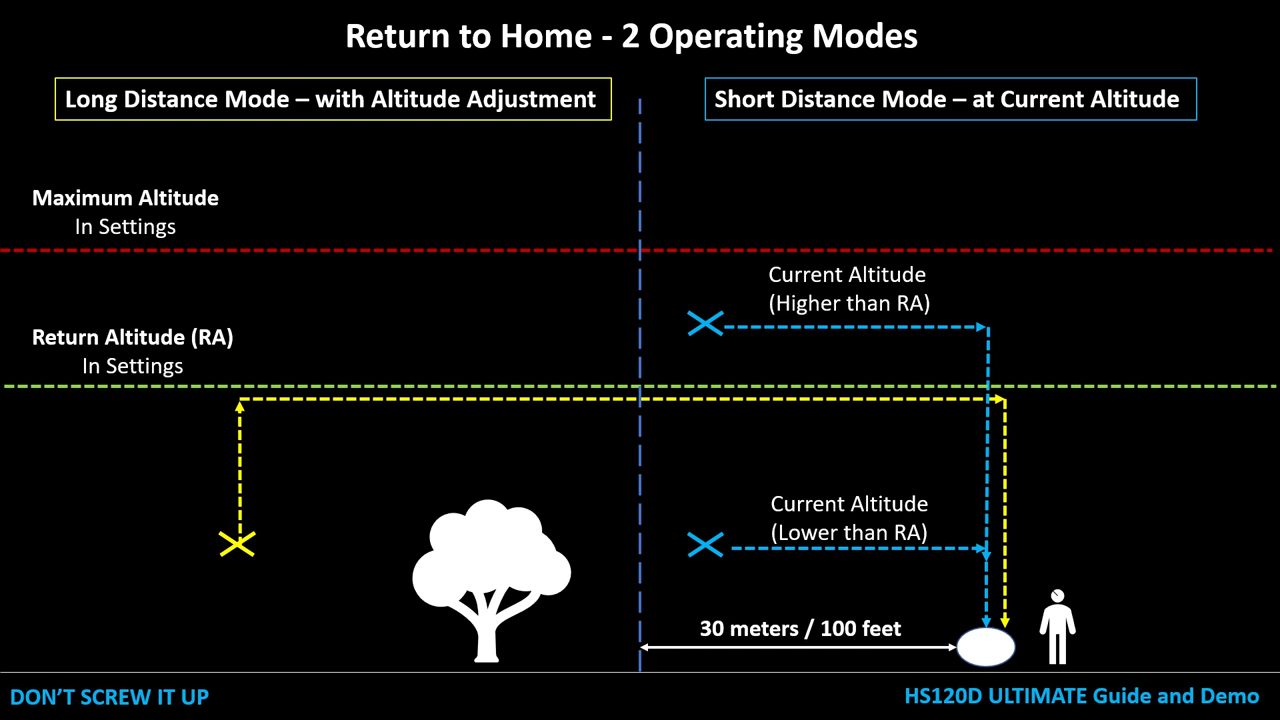 Return to Home - 2 Operating Modes
Long Distance Mode – with Altitude Adjustment
Short Distance Mode – at Current Altitude
Maximum Altitude
In Settings
Current Altitude
(Higher than RA)
Return Altitude (RA)
In Settings
Current Altitude
(Lower than RA)
30 meters / 100 feet
DON’T SCREW IT UP
HS120D ULTIMATE Guide and Demo